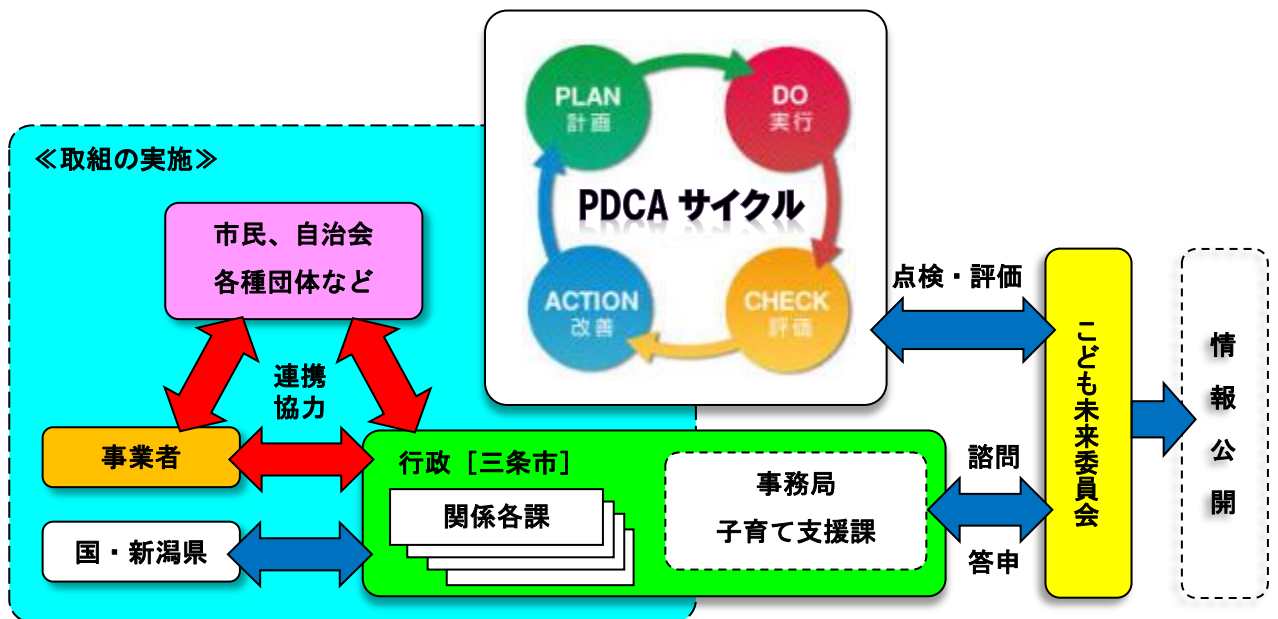 PLAN
計画
DO
実行
PDCA サイクル
ACTION
改善
CHECK
評価
≪取組の実施≫
市民、自治会
各種団体など
連携
協力
事業者
国・新潟県
行政［三条市］
関係各課
事務局
子育て支援課
点検・評価
諮問
答申
こども未来委員会
情報公開